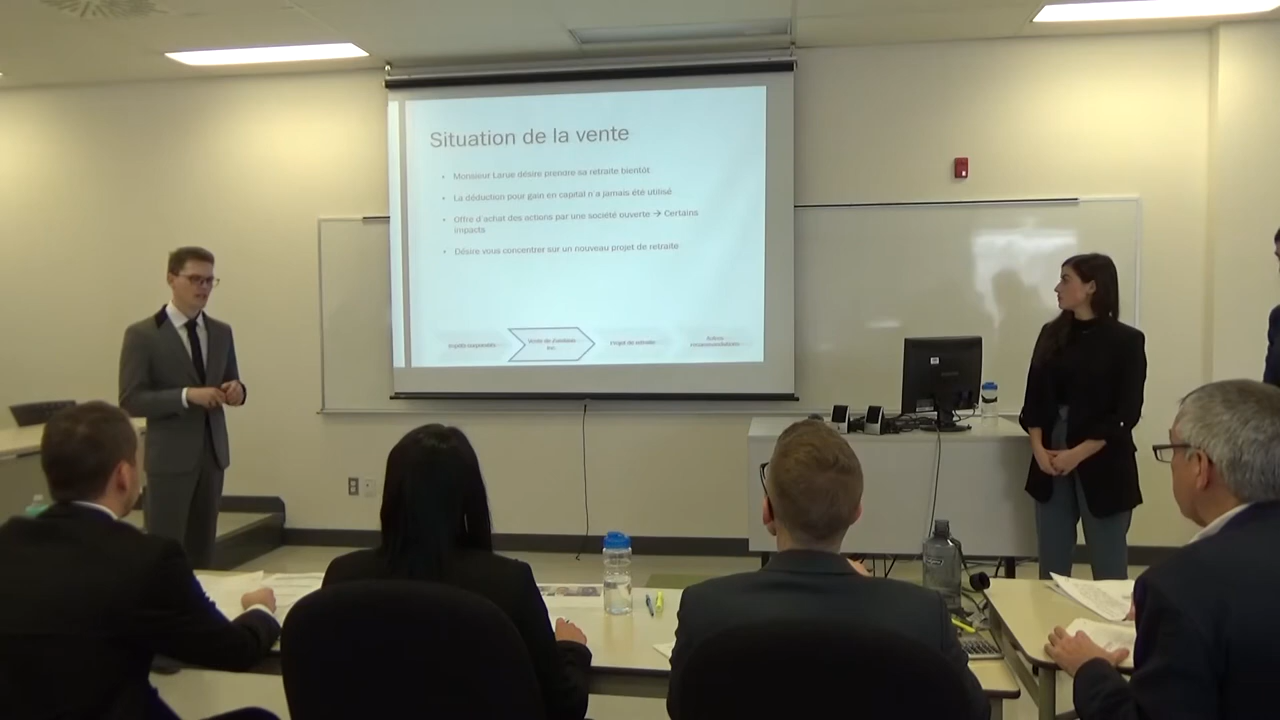 Situation de la vente
• Monsieur Larue désire prendre sa retraite bientôt
• La déduction pour gain en capital n'a jamais été utilisé
• Offre d'achat des actions par une société ouverte → Certains
impacts
• Désire vous concentrer sur un nouveau projet de retraite
Projet de retraite
Autres
recommandations